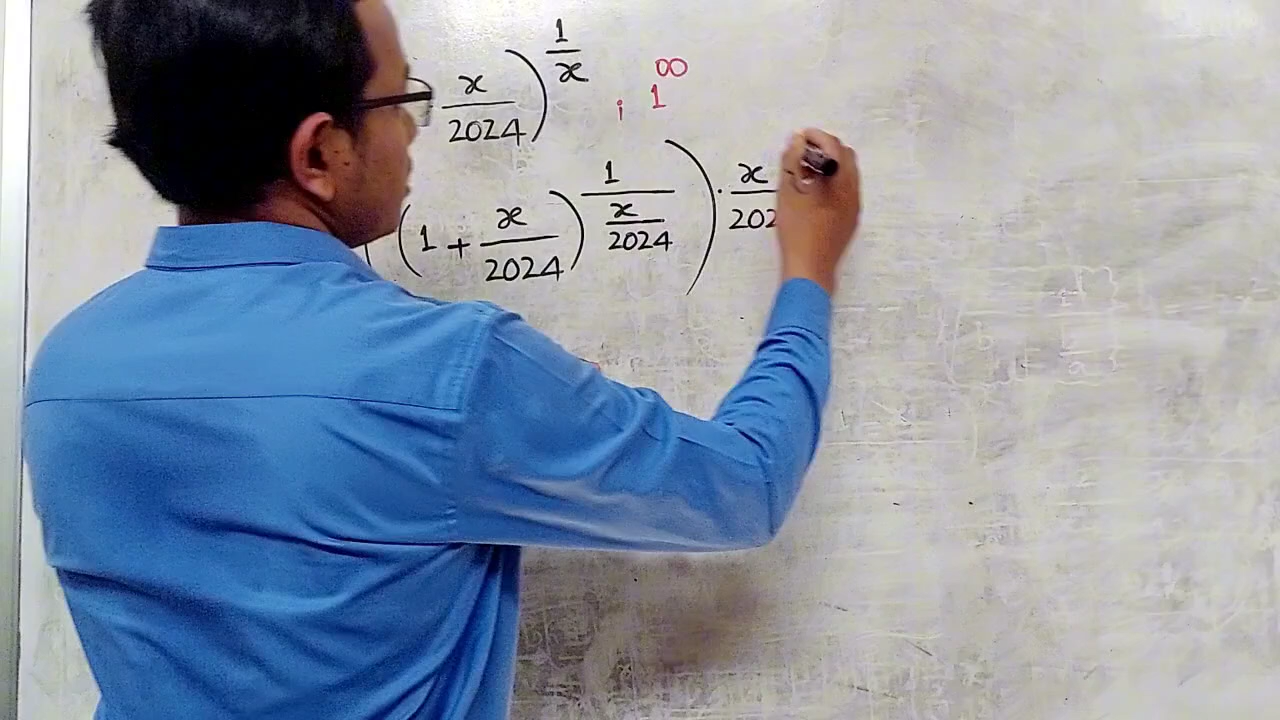 x/2024)^(1/x) ; 1^∞
((1 + x/2024)^(1/(x/2024))) · x/202